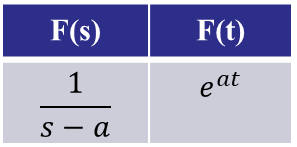 F(s) F(t)
1 e^{at}
s − a